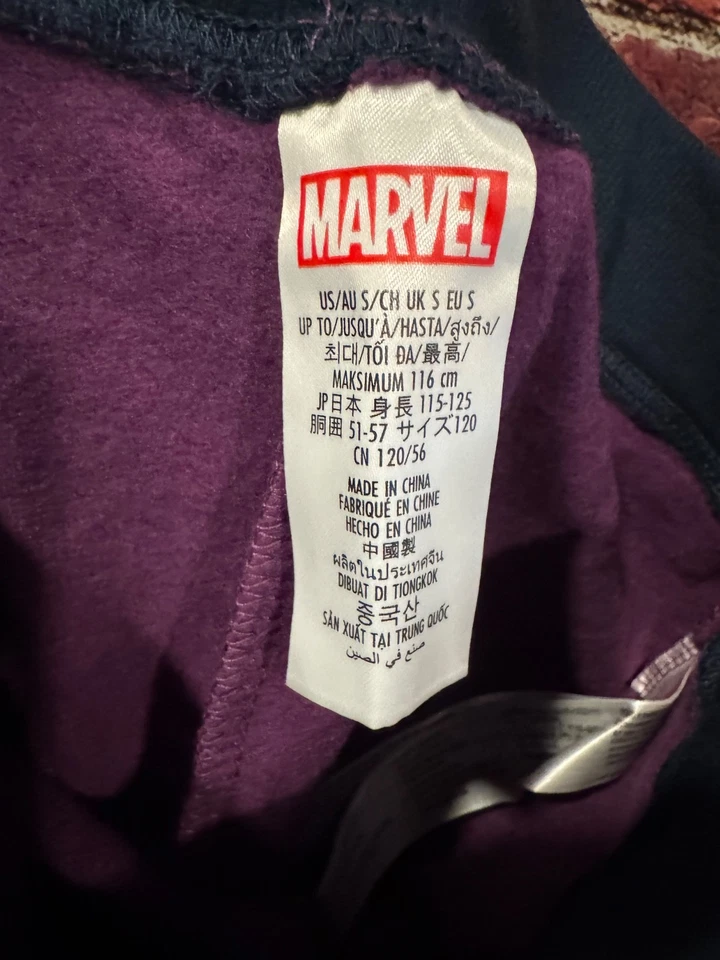 MARVEL
US/AU S/CH UK S EU S
UP TO/JUSQU'À/HASTA/สูงถึง/
최대/TỐI ĐA/最高/
MAKSIMUM 116 cm
JP日本 身長 115-125
胴囲 51-57 サイズ120
CN 120/56
MADE IN CHINA
FABRIQUÉ EN CHINE
HECHO EN CHINA
中國製
ผลิตในประเทศจีน
DIBUAT DI TIONGKOK
중국산
SẢN XUẤT TẠI TRUNG QUỐC
صنع في الصين